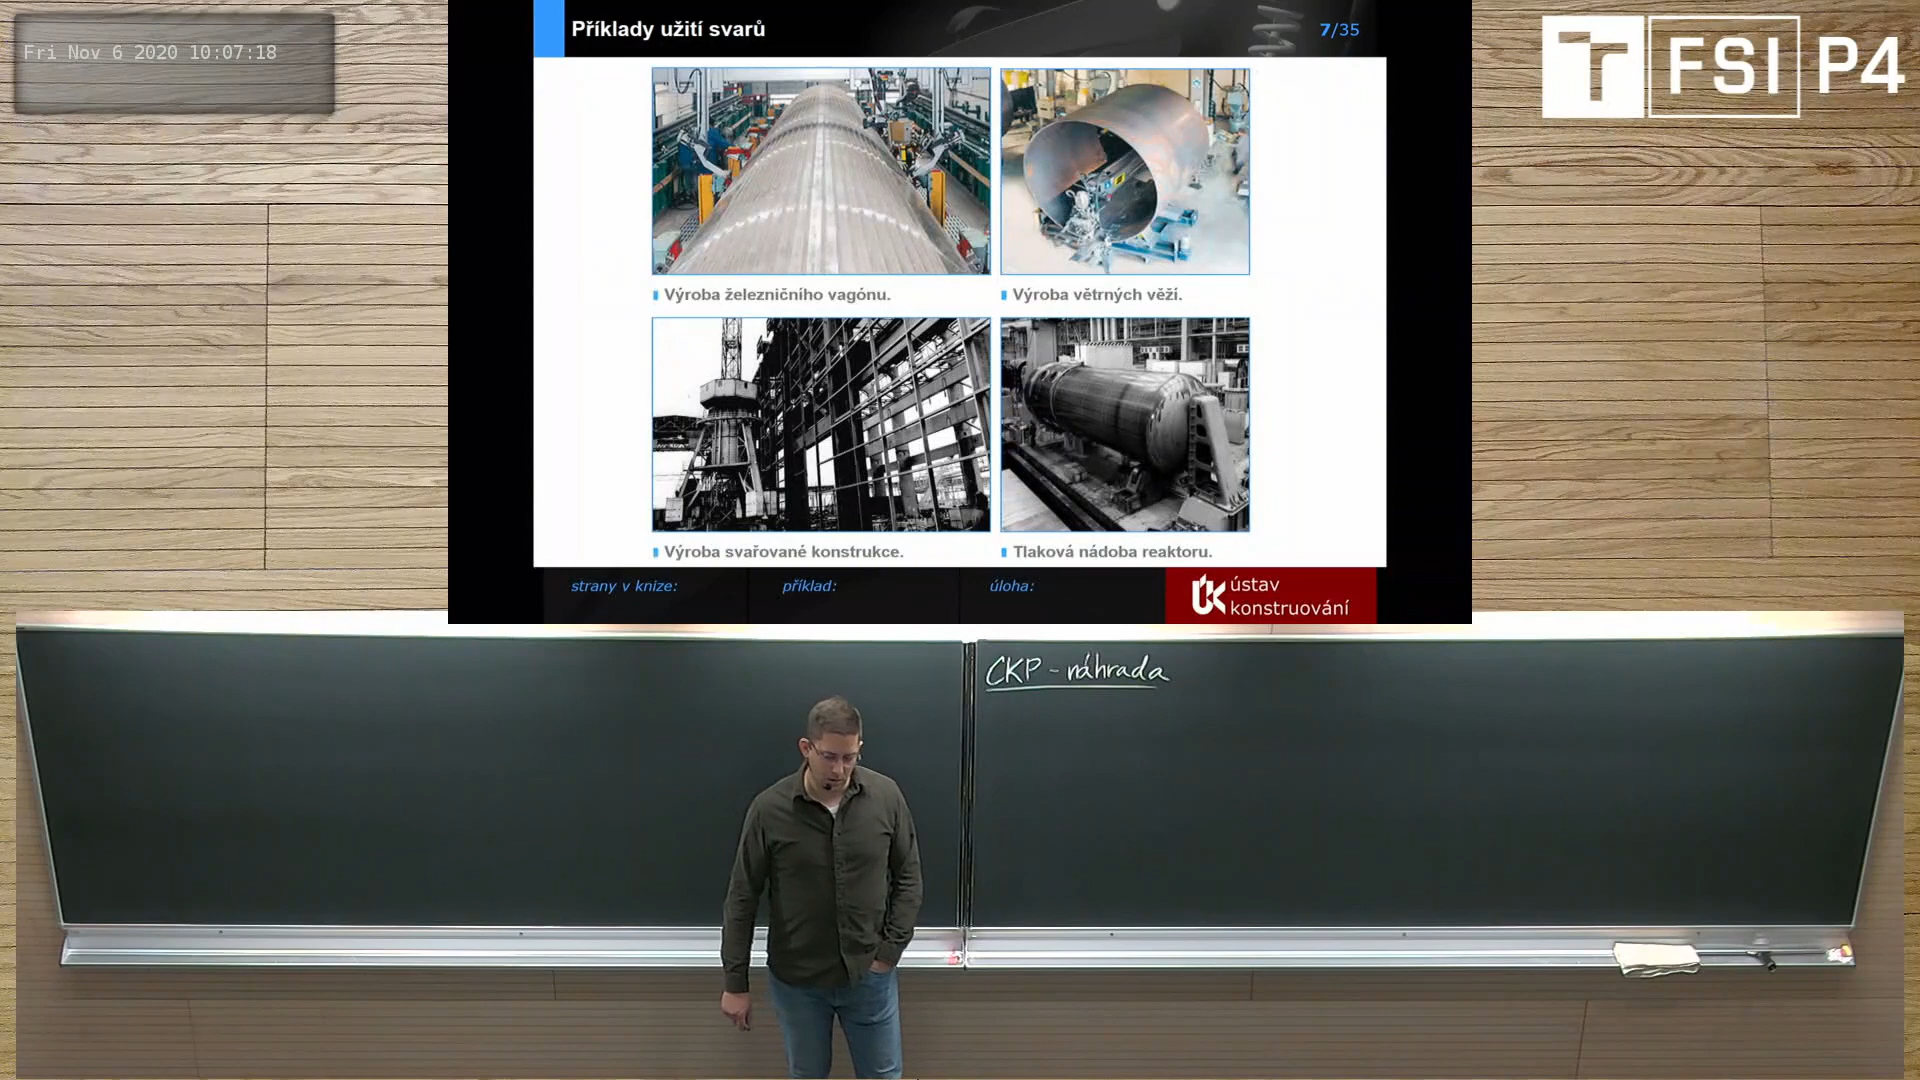 Fri Nov 6 2020 10:07:18
Příklady užití svarů
7/35
T FSI P4
Výroba železničního vagónu.
Výroba větrných věží.
Výroba svařované konstrukce.
Tlaková nádoba reaktoru.
strany v knize:
příklad:
úloha:
ÚK ústav
konstruování
CKP - náhrada